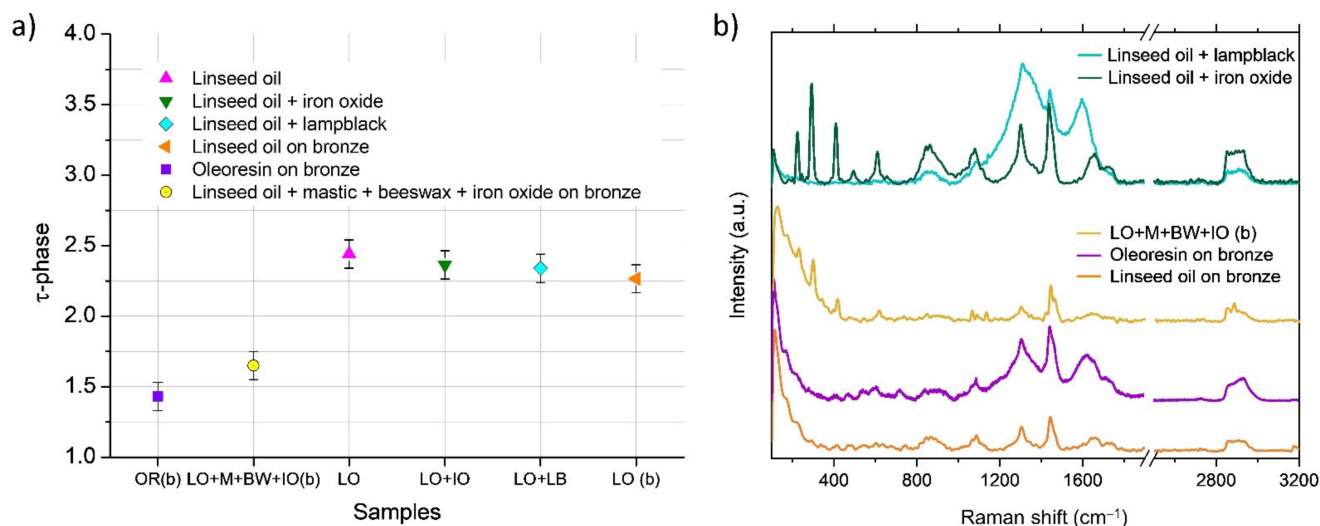 a)
4.0
3.5
3.0
2.5
2.0
1.5
1.0
τ-phase
Linseed oil
Linseed oil + iron oxide
Linseed oil + lampblack
Linseed oil on bronze
Oleoresin on bronze
Linseed oil + mastic + beeswax + iron oxide on bronze
OR(b) LO+M+BW+IO(b) LO LO+IO LO+LB LO (b)
Samples
b)
Linseed oil + lampblack
Linseed oil + iron oxide
LO+M+BW+IO (b)
Oleoresin on bronze
Linseed oil on bronze
Intensity (a.u.)
400 800 1200 1600 2800 3200
Raman shift (cm⁻¹)